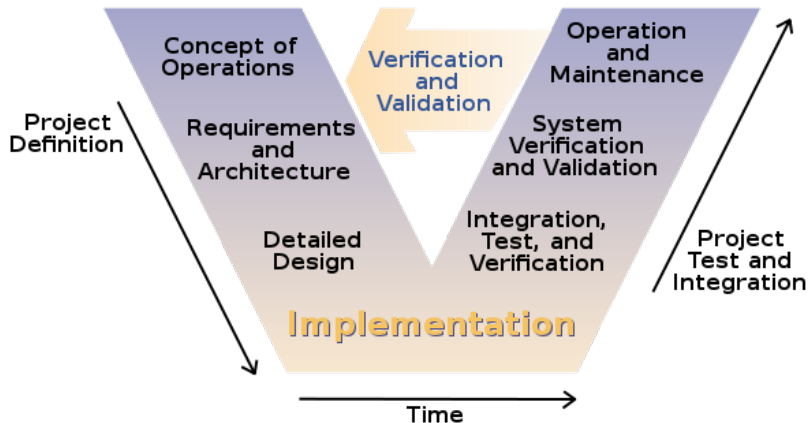 Concept of
Operations
Verification
and
Validation
Operation
and
Maintenance
Project
Definition
Requirements
and
Architecture
System
Verification
and Validation
Detailed
Design
Integration,
Test, and
Verification
Project
Test and
Integration
Implementation
Time